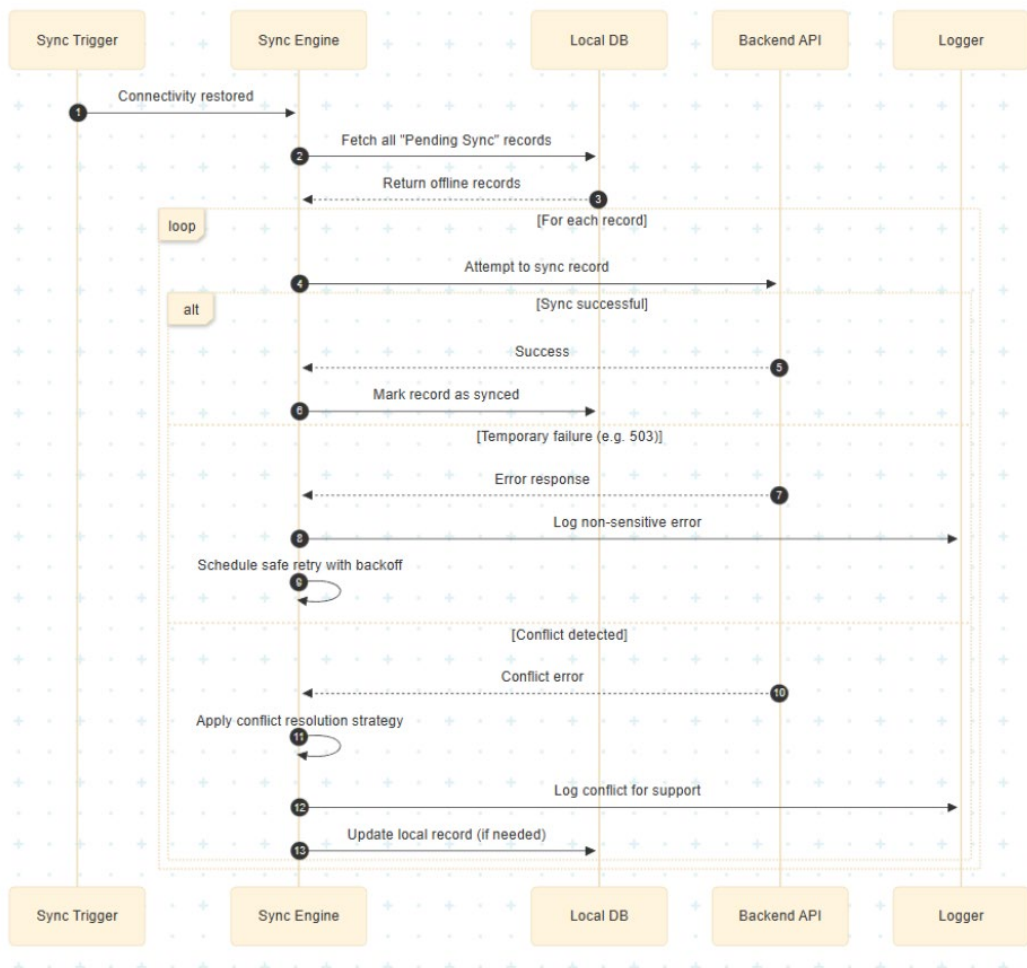 Sync Trigger
Sync Engine
Local DB
Backend API
Logger
1
Connectivity restored
2
Fetch all "Pending Sync" records
Return offline records
3
loop
[For each record]
4
Attempt to sync record
alt
[Sync successful]
Success
5
6
Mark record as synced
[Temporary failure (e.g. 503)]
Error response
7
8
Log non-sensitive error
Schedule safe retry with backoff
9
[Conflict detected]
Conflict error
10
Apply conflict resolution strategy
11
12
Log conflict for support
13
Update local record (if needed)
Sync Trigger
Sync Engine
Local DB
Backend API
Logger